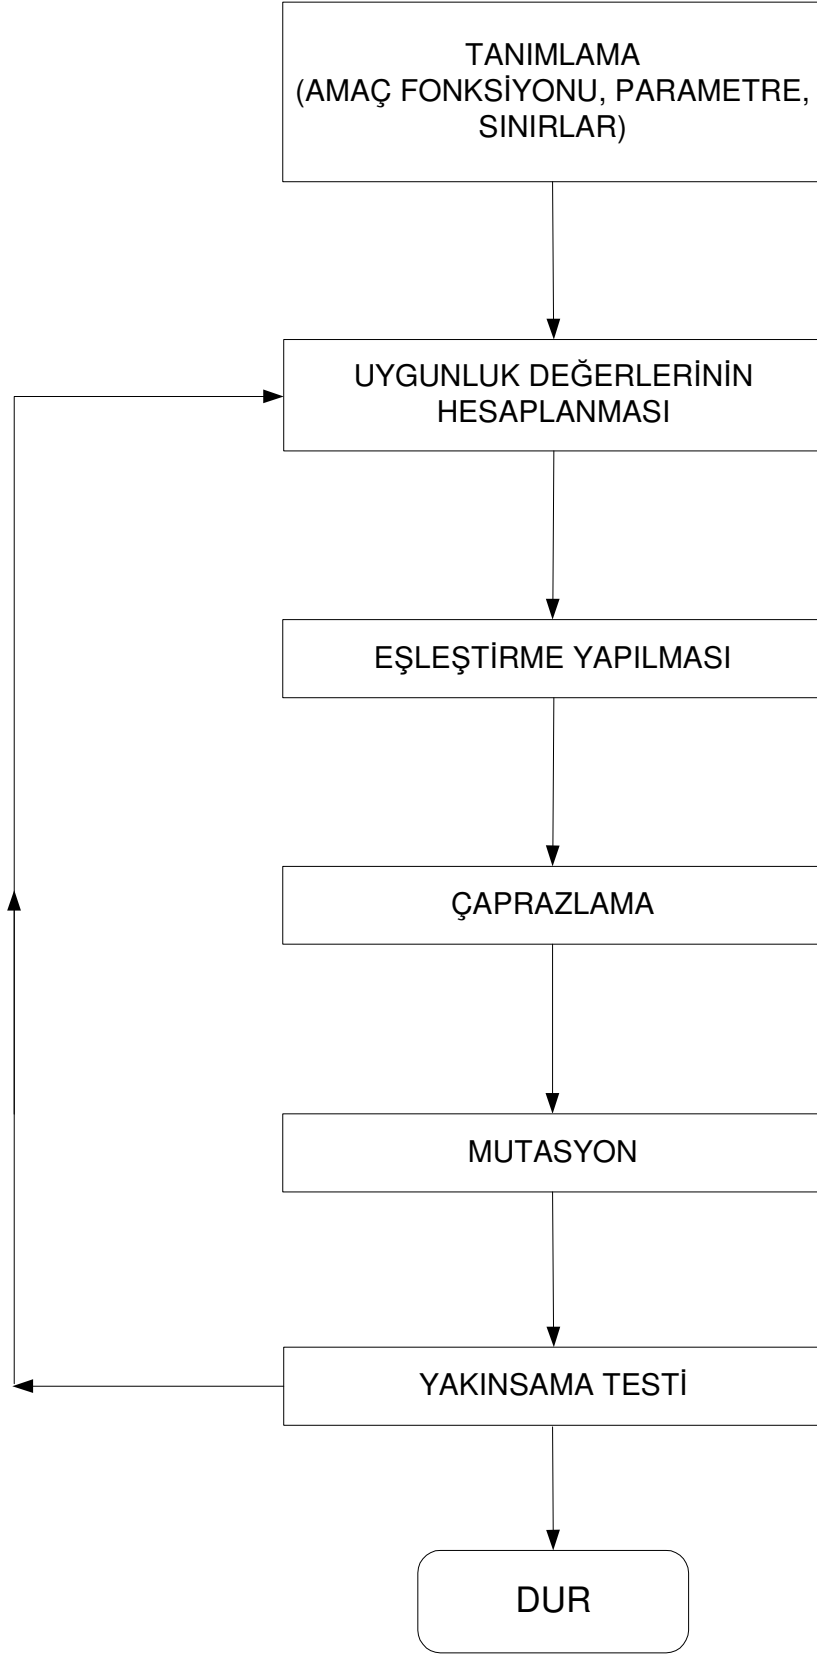 TANIMLAMA
(AMAÇ FONKSİYONU, PARAMETRE,
SINIRLAR)
UYGUNLUK DEĞERLERİNİN
HESAPLANMASI
EŞLEŞTİRME YAPILMASI
ÇAPRAZLAMA
MUTASYON
YAKINSAMA TESTİ
DUR